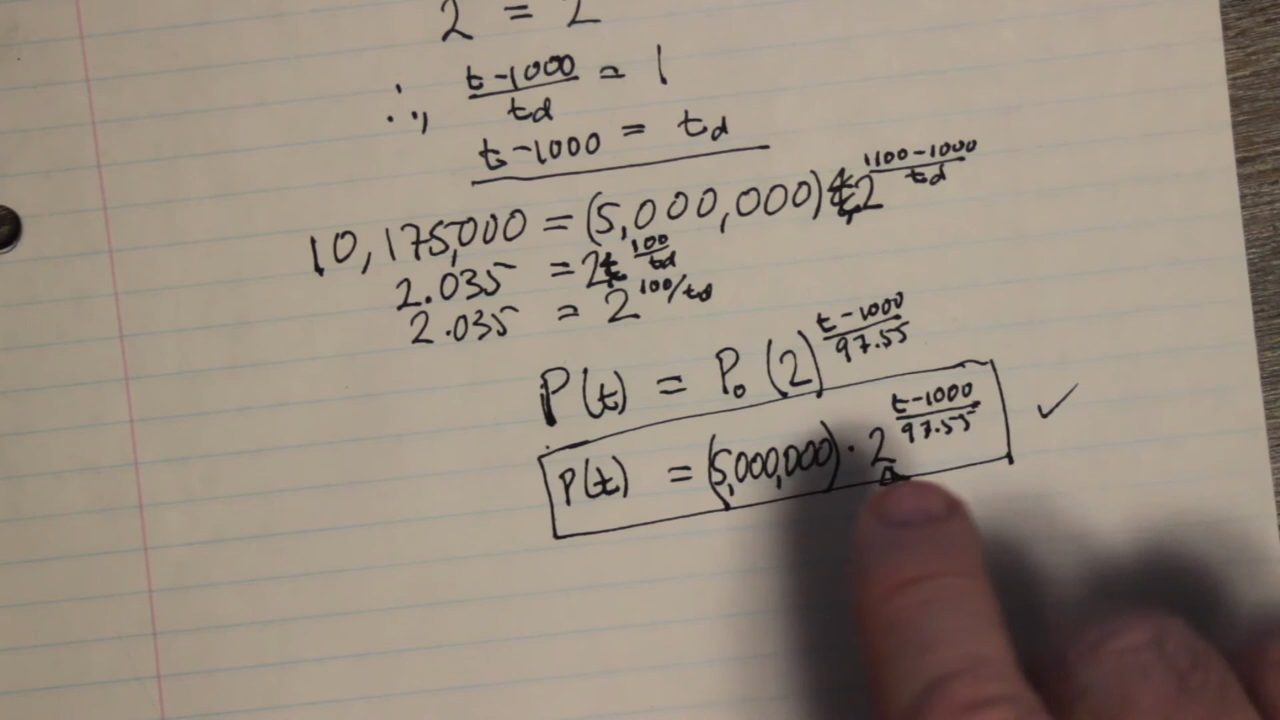 2 = 2
∴, t-1000/td = 1
t-1000 = td
10,175,000 = (5,000,000) 2^(1100-1000/td)
2.035 = 2^(100/td)
2.035 = 2^(100/td)
P(t) = P₀(2)^(t-1000/97.55)
P(t) = (5,000,000) · 2^(t-1000/97.55) ✓